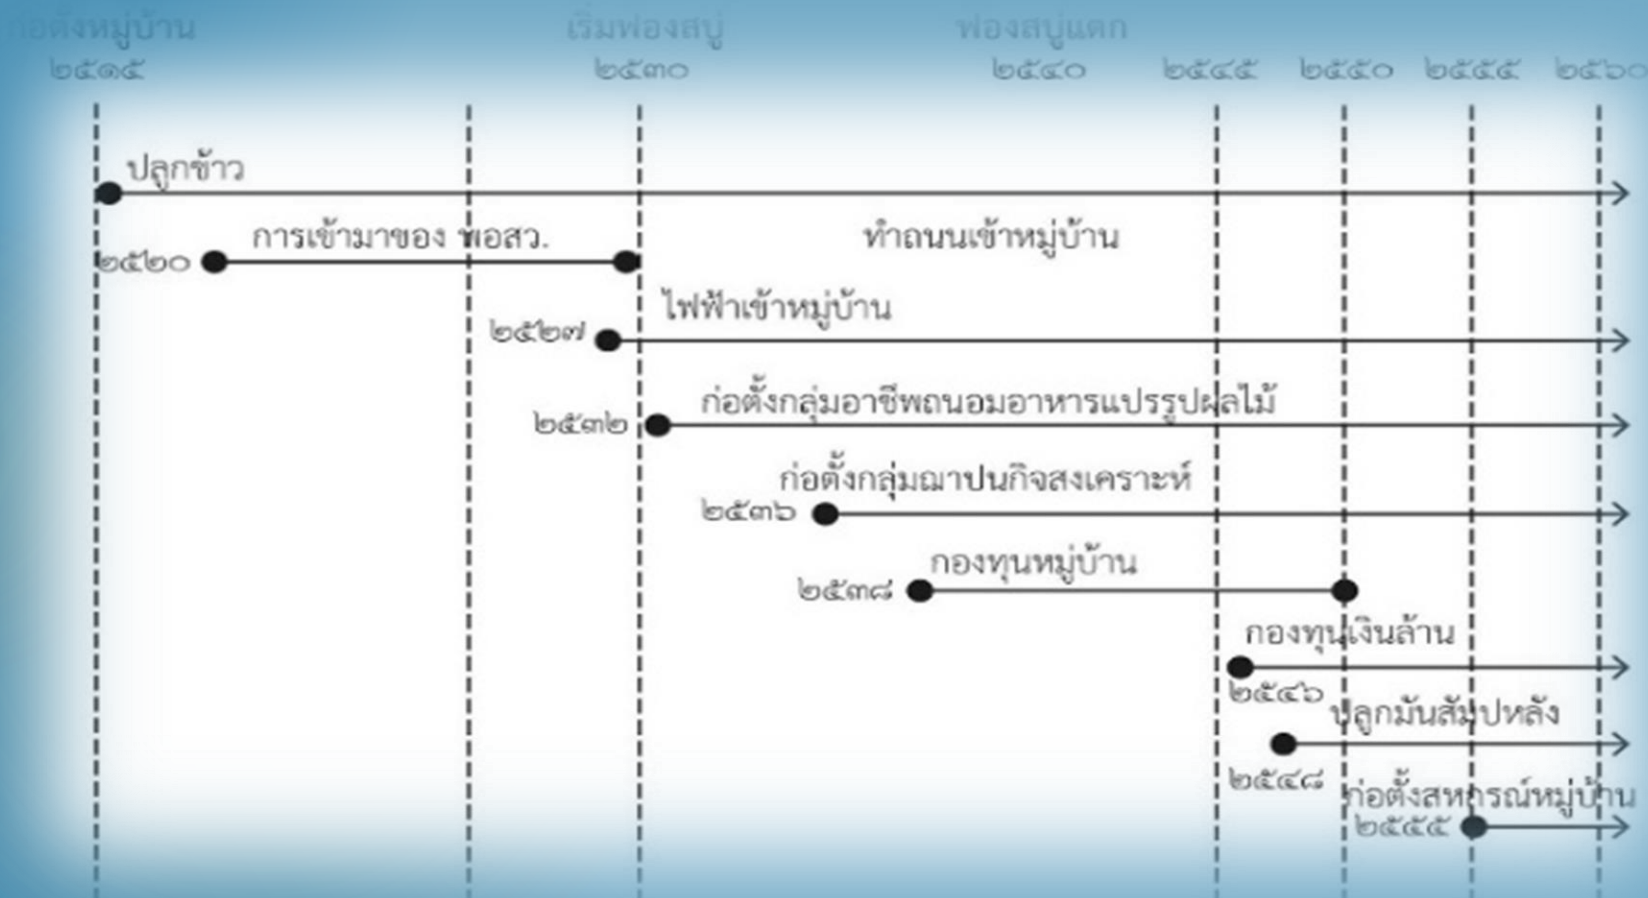 ก่อตั้งหมู่บ้าน เริ่มฟองสบู่ ฟองสบู่แตก
๒๕๑๕ ๒๕๓๐ ๒๕๔๐ ๒๕๔๕ ๒๕๕๐ ๒๕๕๕ ๒๕๖๐
ปลูกข้าว
การเข้ามาของ พอสว. ทำถนนเข้าหมู่บ้าน
๒๕๒๐
ไฟฟ้าเข้าหมู่บ้าน
๒๕๒๗
ก่อตั้งกลุ่มอาชีพถนอมอาหารแปรรูปผลไม้
๒๕๓๒
ก่อตั้งกลุ่มฌาปนกิจสงเคราะห์
๒๕๓๖
กองทุนหมู่บ้าน
๒๕๓๘
กองทุนเงินล้าน
๒๕๔๖
ปลูกมันสัมปหลัง
๒๕๔๘
ก่อตั้งสหกรณ์หมู่บ้าน
๒๕๕๕